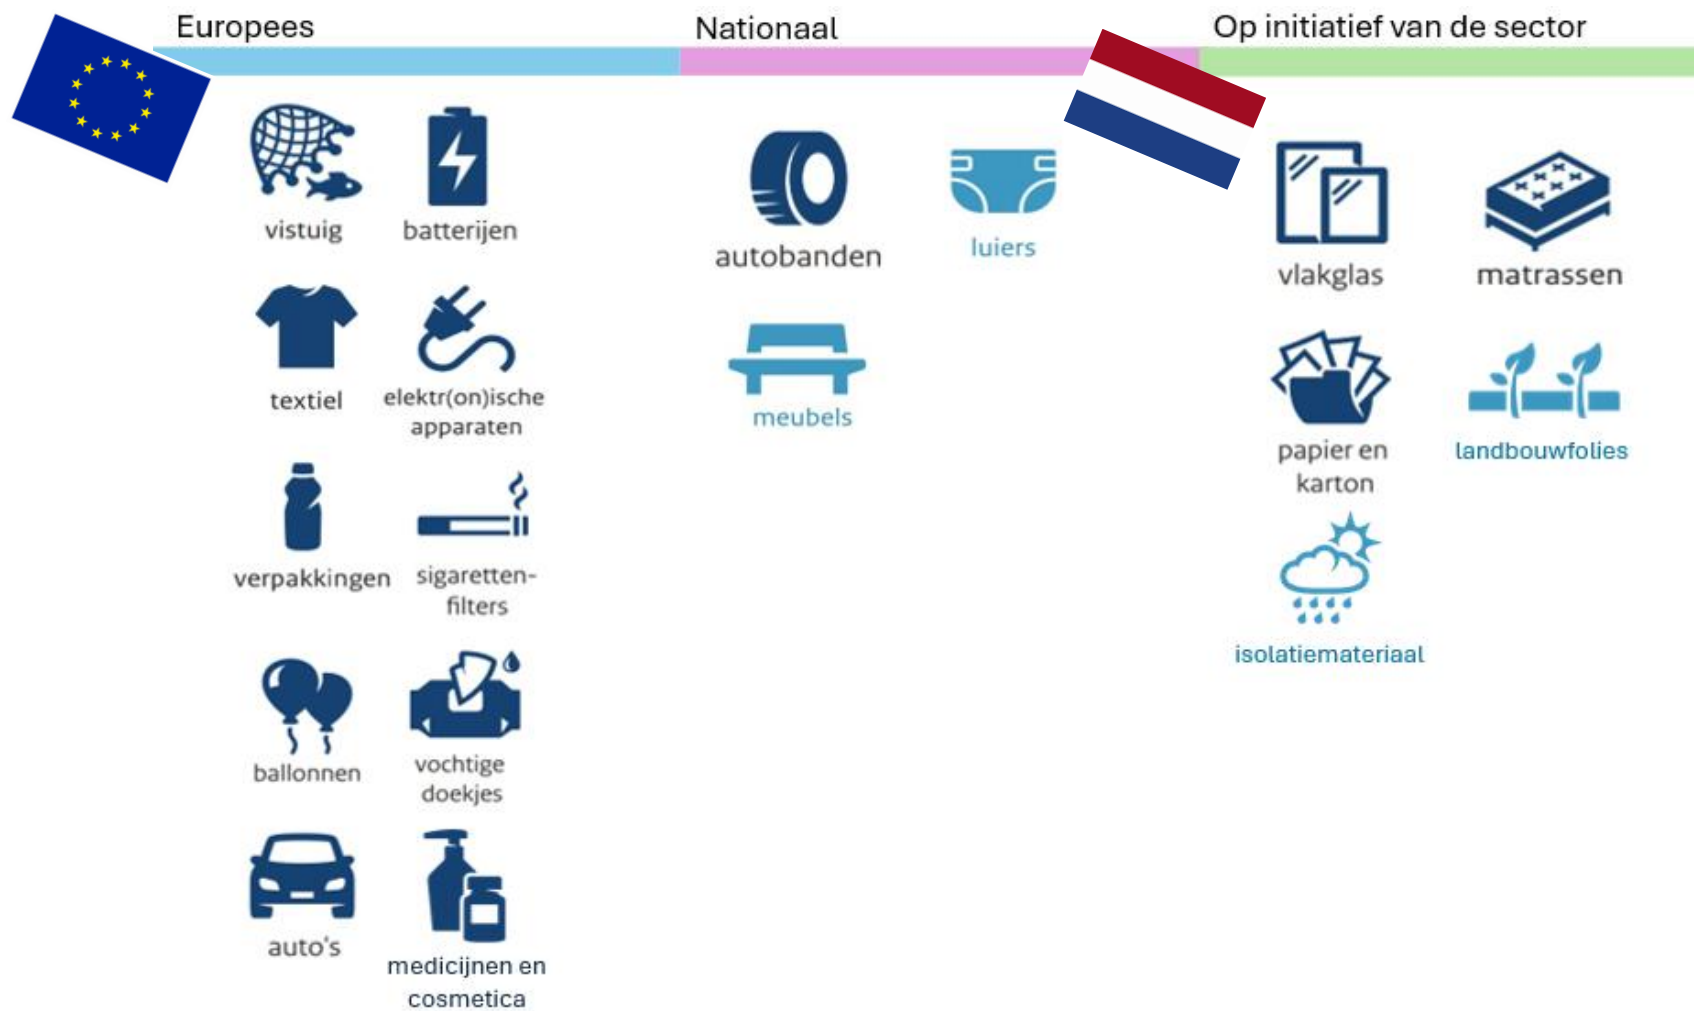 Europees
Nationaal
Op initiatief van de sector
vistuig
batterijen
textiel
elektr(on)ische
apparaten
verpakkingen
sigaretten-
filters
ballonnen
vochtige
doekjes
auto's
medicijnen en
cosmetica
autobanden
luiers
meubels
vlakglas
matrassen
papier en
karton
landbouwfolies
isolatiemateriaal